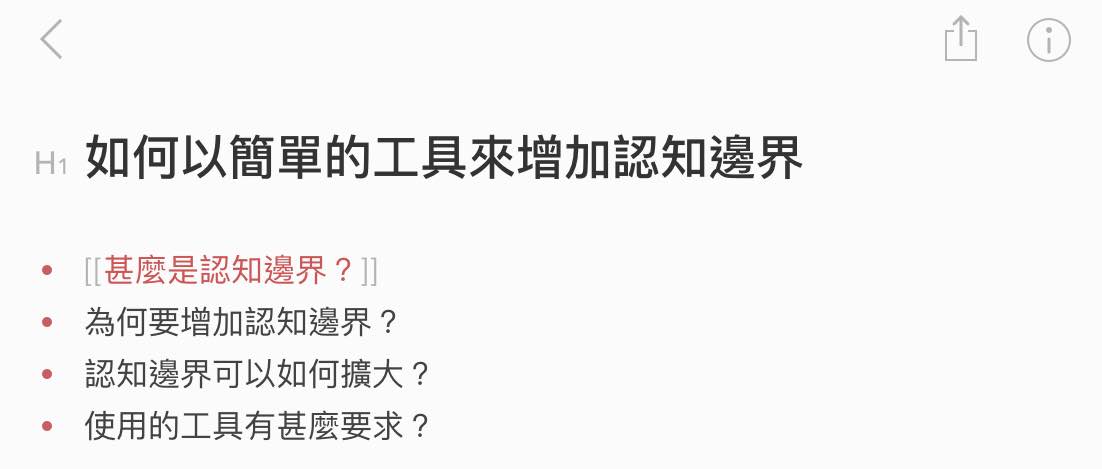 H1 如何以簡單的工具來增加認知邊界
• [[甚麼是認知邊界？]]
• 為何要增加認知邊界？
• 認知邊界可以如何擴大？
• 使用的工具有甚麼要求？